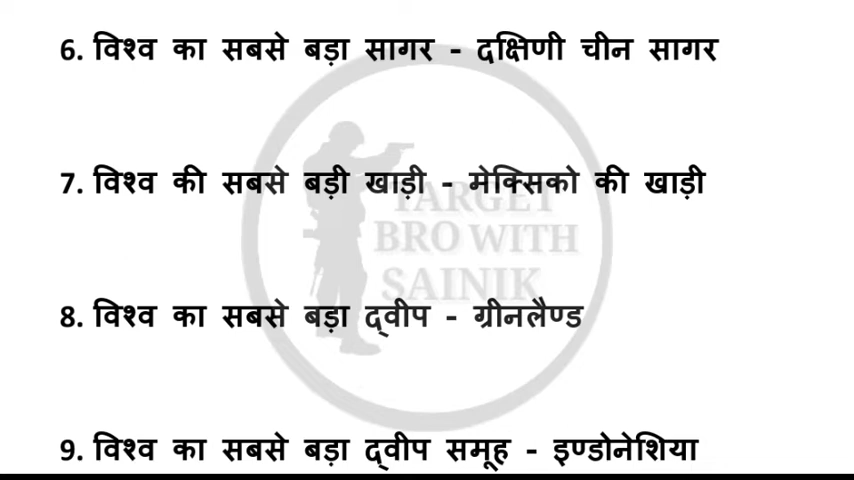 6. विश्व का सबसे बड़ा सागर - दक्षिणी चीन सागर
7. विश्व की सबसे बड़ी खाड़ी - मेक्सिको की खाड़ी
TARGET
BRO WITH
SAINIK
8. विश्व का सबसे बड़ा द्वीप - ग्रीनलैण्ड
9. विश्व का सबसे बड़ा द्वीप समूह - इण्डोनेशिया